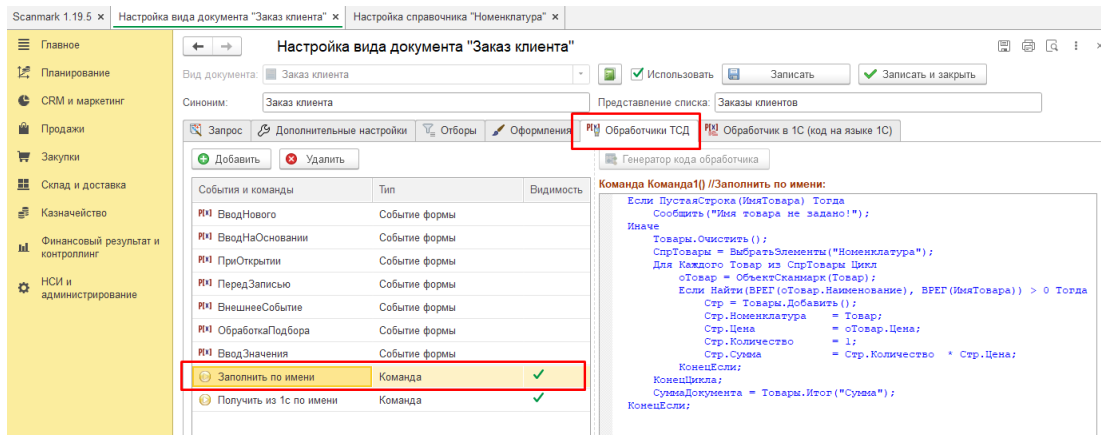 Scanmark 1.19.5 ×
Настройка вида документа "Заказ клиента" ×
Настройка справочника "Номенклатура" ×
Главное
Планирование
CRM и маркетинг
Продажи
Закупки
Склад и доставка
Казначейство
Финансовый результат и
контроллинг
НСИ и
администрирование
Настройка вида документа "Заказ клиента"
Вид документа: Заказ клиента
Использовать
Записать
Записать и закрыть
Синоним: Заказ клиента
Представление списка: Заказы клиентов
Запрос
Дополнительные настройки
Отборы
Оформления
Обработчики ТСД
Обработчик в 1С (код на языке 1С)
Добавить
Удалить
Генератор кода обработчика
События и команды Тип Видимость
ВводНового Событие формы
ВводНаОсновании Событие формы
ПриОткрытии Событие формы
ПередЗаписью Событие формы
ВнешнееСобытие Событие формы
ОбработкаПодбора Событие формы
ВводЗначения Событие формы
Заполнить по имени Команда
Получить из 1с по имени Команда
Команда Команда1() //Заполнить по имени:
Если ПустаяСтрока(ИмяТовара) Тогда
Сообщить("Имя товара не задано!");
Иначе
Товары.Очистить();
СпрТовары = ВыбратьЭлементы("Номенклатура");
Для Каждого Товар из СпрТовары Цикл
оТовар = ОбъектСканмарк(Товар);
Если Найти(ВРЕГ(оТовар.Наименование), ВРЕГ(ИмяТовара)) > 0 Тогда
Стр = Товары.Добавить();
Стр.Номенклатура = Товар;
Стр.Цена = оТовар.Цена;
Стр.Количество = 1;
Стр.Сумма = Стр.Количество * Стр.Цена;
КонецЕсли;
КонецЦикла;
СуммаДокумента = Товары.Итог("Сумма");
КонецЕсли;